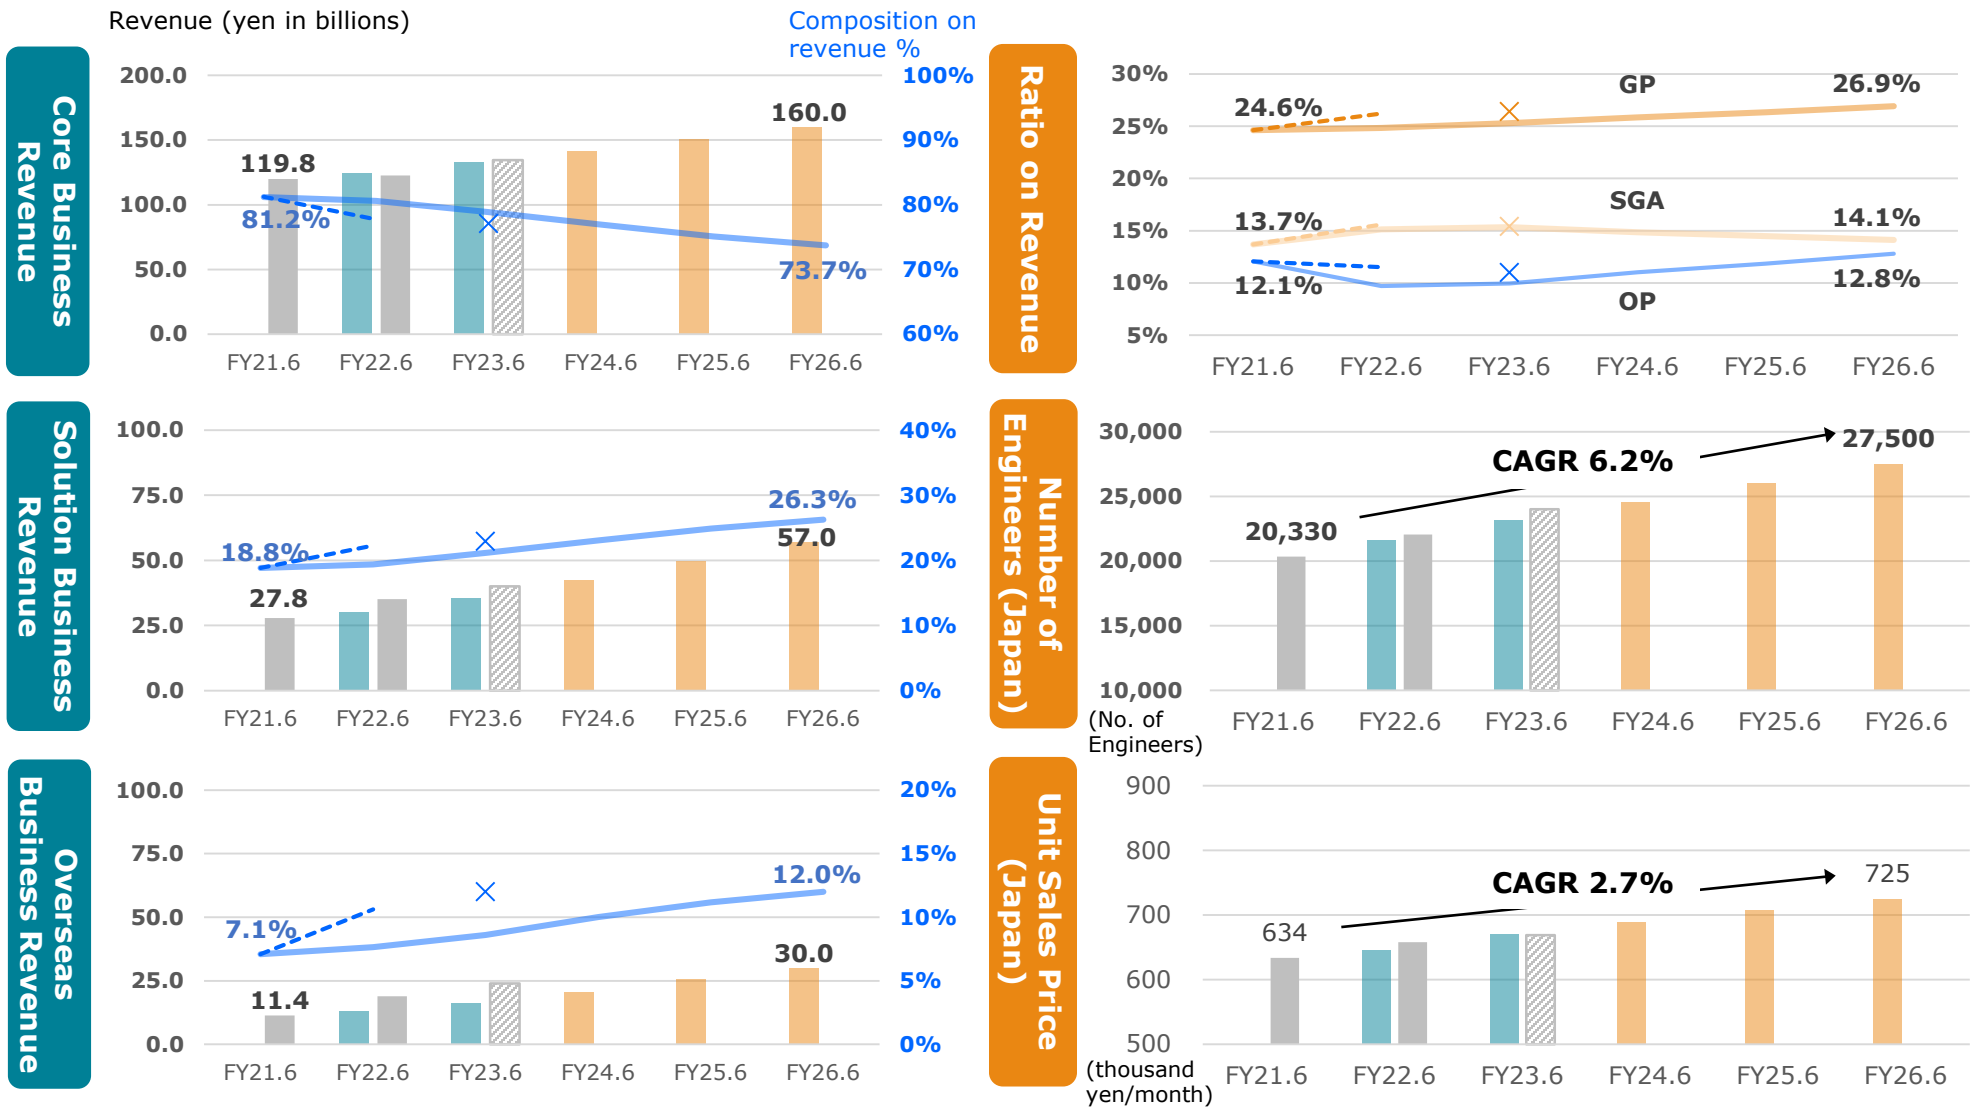 Revenue (yen in billions)
Composition on
revenue %
Core Business
Revenue
200.0
150.0
100.0
50.0
0.0
100%
90%
80%
70%
60%
119.8
81.2%
160.0
73.7%
FY21.6
FY22.6
FY23.6
FY24.6
FY25.6
FY26.6
Ratio on Revenue
30%
25%
20%
15%
10%
5%
24.6%
GP
26.9%
13.7%
SGA
14.1%
12.1%
OP
12.8%
FY21.6
FY22.6
FY23.6
FY24.6
FY25.6
FY26.6
Solution Business
Revenue
100.0
75.0
50.0
25.0
0.0
40%
30%
20%
10%
0%
18.8%
27.8
26.3%
57.0
FY21.6
FY22.6
FY23.6
FY24.6
FY25.6
FY26.6
Number of
Engineers (Japan)
30,000
25,000
20,000
15,000
10,000
(No. of
Engineers)
20,330
CAGR 6.2%
27,500
FY21.6
FY22.6
FY23.6
FY24.6
FY25.6
FY26.6
Overseas
Business Revenue
100.0
75.0
50.0
25.0
0.0
20%
15%
10%
5%
0%
7.1%
11.4
12.0%
30.0
FY21.6
FY22.6
FY23.6
FY24.6
FY25.6
FY26.6
Unit Sales Price
(Japan)
900
800
700
600
500
(thousand
yen/month)
634
CAGR 2.7%
725
FY21.6
FY22.6
FY23.6
FY24.6
FY25.6
FY26.6